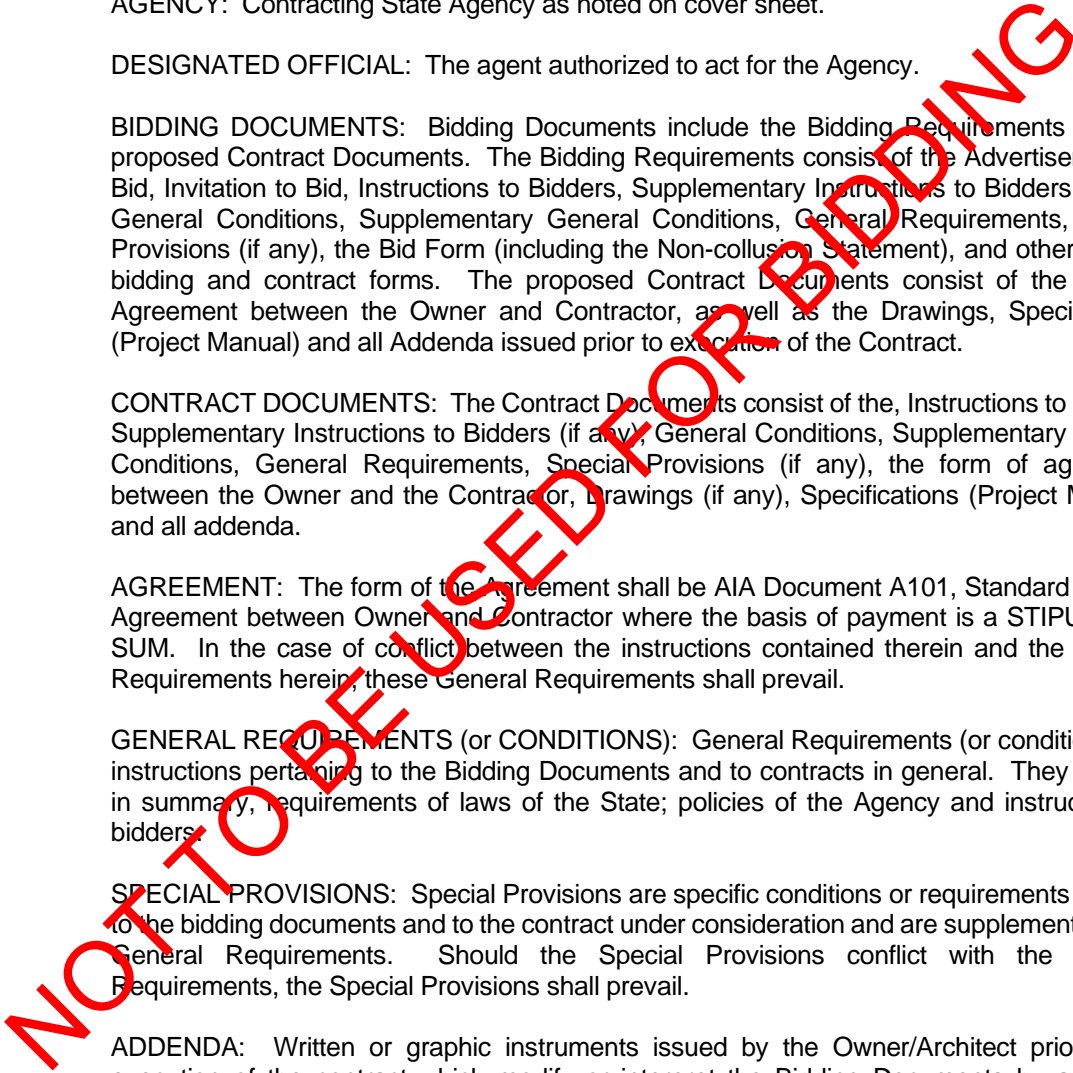 AGENCY: Contracting State Agency as noted on cover sheet.
DESIGNATED OFFICIAL: The agent authorized to act for the Agency.
BIDDING DOCUMENTS: Bidding Documents include the Bidding Requirements
proposed Contract Documents. The Bidding Requirements consist of the
Bid, Invitation to Bid, Instructions to Bidders, Supplementary Instructions to Bidders
General Conditions, Supplementary General Conditions, General Requirements,
Provisions (if any), the Bid Form (including the Non-collusion Statement), and other
bidding and contract forms. The proposed Contract Documents consist of the
Agreement between the Owner and Contractor, as well as the Drawings,
(Project Manual) and all Addenda issued prior to execution of the Contract.
CONTRACT DOCUMENTS: The Contract Documents consist of the, Instructions to
Supplementary Instructions to Bidders (if any), General Conditions, Supplementary
Conditions, General Requirements, Special Provisions (if any), the form of
between the Owner and the Contractor, Drawings (if any), Specifications (Project
and all addenda.
AGREEMENT: The form of the Agreement shall be AIA Document A101, Standard
Agreement between Owner and Contractor where the basis of payment is a
SUM. In the case of conflict between the instructions contained therein and the
Requirements herein, these General Requirements shall prevail.
GENERAL REQUIREMENTS (or CONDITIONS): General Requirements (or
instructions pertaining to the Bidding Documents and to contracts in general. They
in summary, requirements of laws of the State; policies of the Agency and
bidders.
SPECIAL PROVISIONS: Special Provisions are specific conditions or requirements
to the bidding documents and to the contract under consideration and are
General Requirements. Should the Special Provisions conflict with the
Requirements, the Special Provisions shall prevail.
ADDENDA: Written or graphic instruments issued by the Owner/Architect
NOT TO BE USED FOR BIDDING